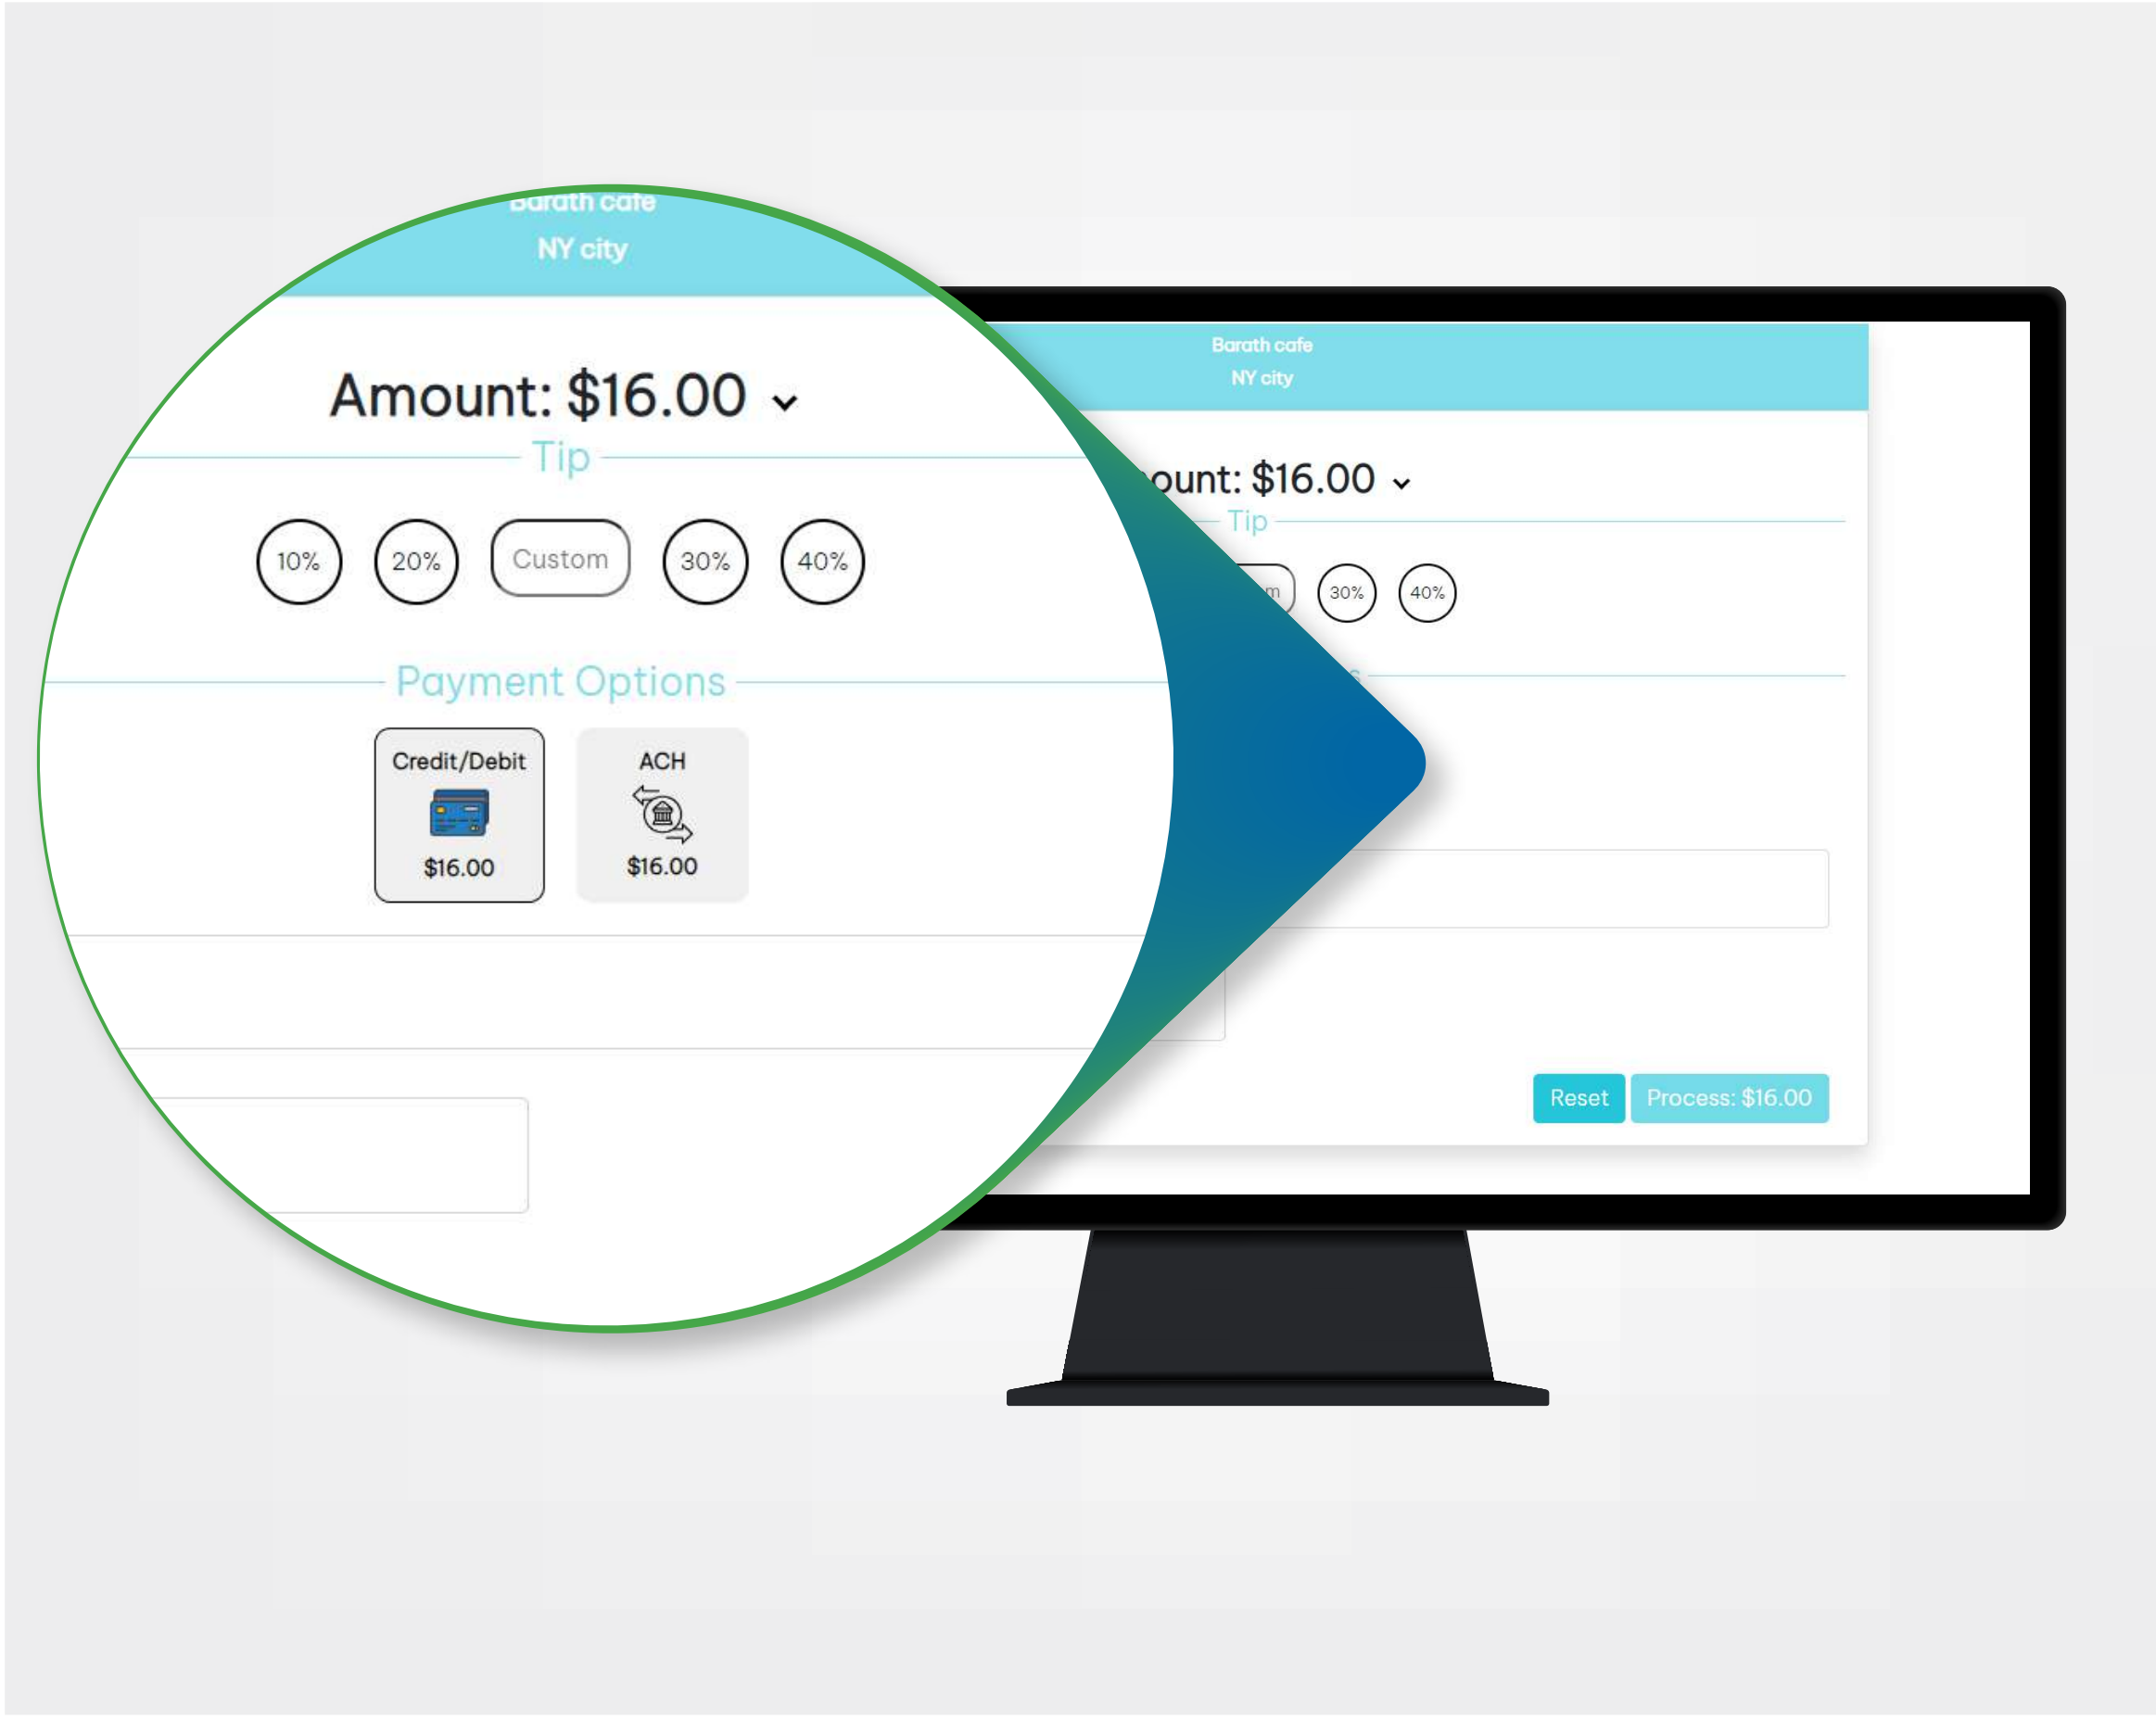 Barath cafe
NY city
Amount: $16.00
Tip
10% 20% Custom 30% 40%
Payment Options
Credit/Debit ACH
$16.00 $16.00
Barath cafe
NY city
ount: $16.00
Tip
m 30% 40%
s
Reset Process: $16.00